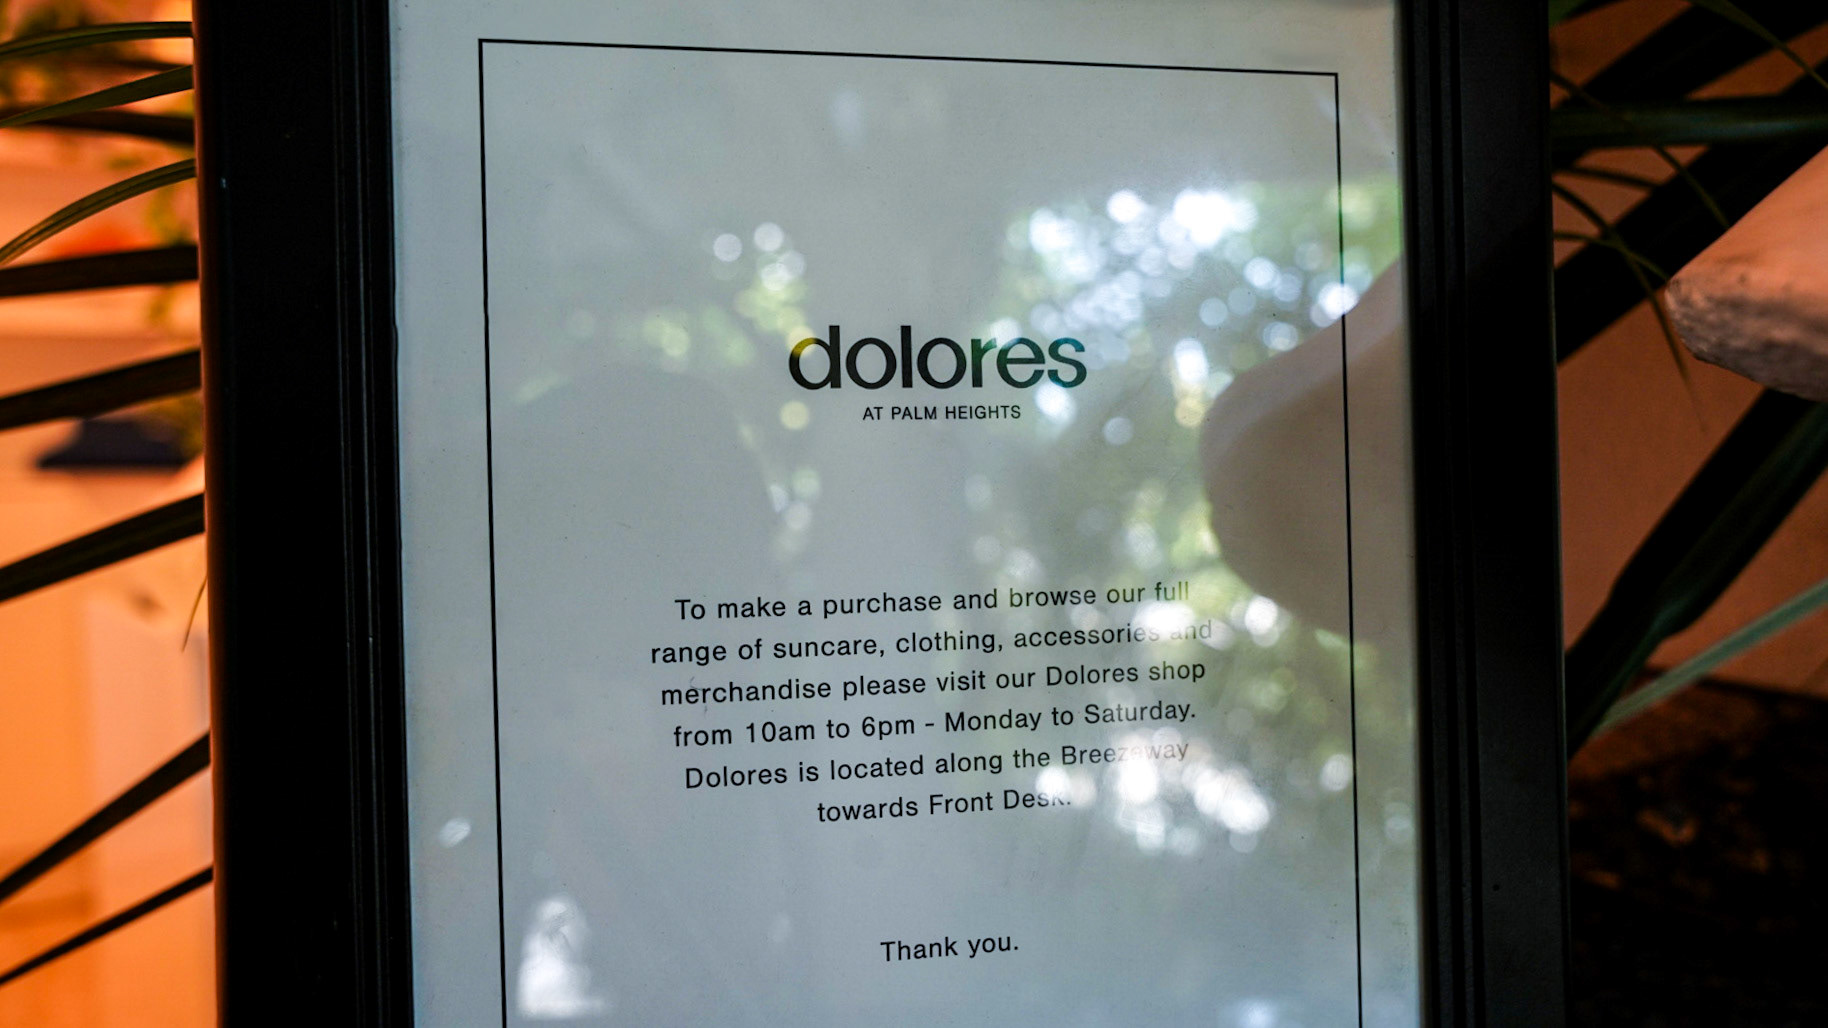 dolores
AT PALM HEIGHTS
To make a purchase and browse our full
range of suncare, clothing, accessories and
merchandise please visit our Dolores shop
from 10am to 6pm - Monday to Saturday.
Dolores is located along the Breezeway
towards Front Desk.
Thank you.